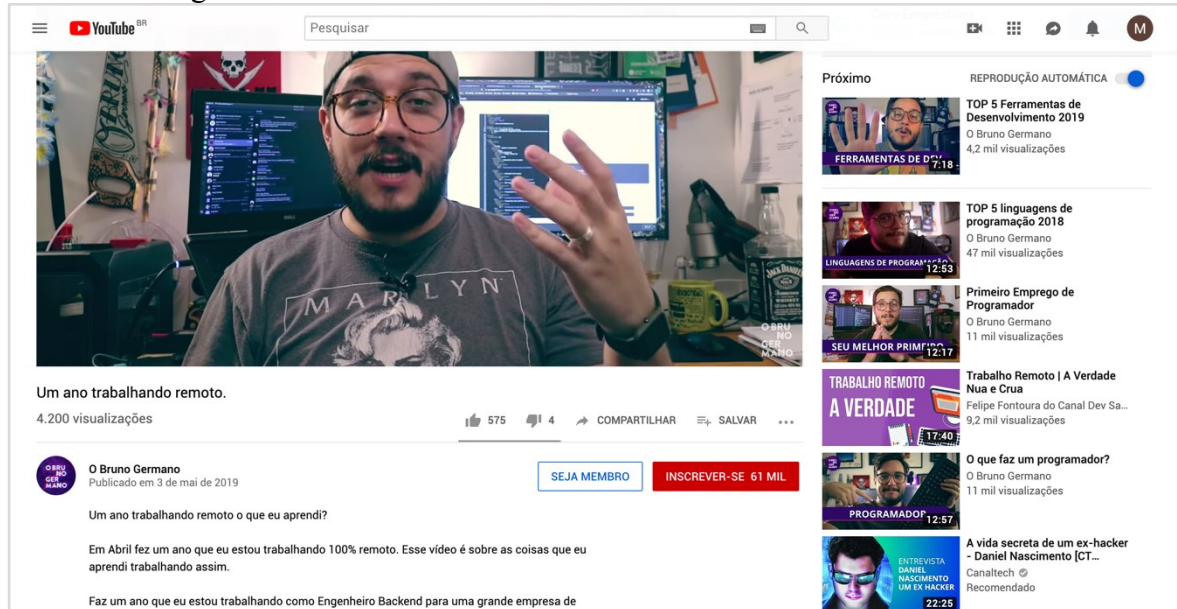 YouTube BR
Pesquisar
M
MARILYN
JACK DANIEL'S
O BRU
NO
GER
MANO
Um ano trabalhando remoto.
4.200 visualizações
575
4
COMPARTILHAR
SALVAR
O BRU
NO
GER
MANO
O Bruno Germano
Publicado em 3 de mai de 2019
SEJA MEMBRO
INSCREVER-SE 61 MIL
Um ano trabalhando remoto o que eu aprendi?
Em Abril fez um ano que eu estou trabalhando 100% remoto. Esse vídeo é sobre as coisas que eu
aprendi trabalhando assim.
Faz um ano que eu estou trabalhando como Engenheiro Backend para uma grande empresa de
Próximo
REPRODUÇÃO AUTOMÁTICA
FERRAMENTAS DE DEV
7:18
TOP 5 Ferramentas de
Desenvolvimento 2019
O Bruno Germano
4,2 mil visualizações
LINGUAGENS DE PROGRAMAÇÃO
12:53
TOP 5 linguagens de
programação 2018
O Bruno Germano
47 mil visualizações
SEU MELHOR PRIMEIRO
12:17
Primeiro Emprego de
Programador
O Bruno Germano
11 mil visualizações
TRABALHO REMOTO
A VERDADE
17:40
Trabalho Remoto | A Verdade
Nua e Crua
Felipe Fontoura do Canal Dev Sa...
9,2 mil visualizações
PROGRAMADOR
12:57
O que faz um programador?
O Bruno Germano
11 mil visualizações
ENTREVISTA
DANIEL
NASCIMENTO
UM EX HACKER
22:25
A vida secreta de um ex-hacker
- Daniel Nascimento [CT...
Canaltech
Recomendado